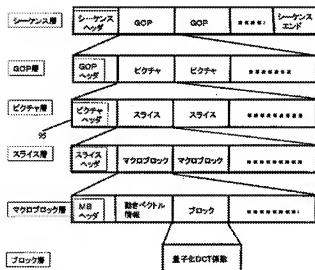 シーケンス層
シーケンス
ヘッダ
GOP
GOP
シーケンス
エンド
GOP層
GOP
ヘッダ
ピクチャ
ピクチャ
ピクチャ層
ピクチャ
ヘッダ
スライス
スライス
95
スライス層
スライス
ヘッダ
マクロブロック
マクロブロック
マクロブロック層
MB
ヘッダ
動きベクトル
情報
ブロック
ブロック層
量子化DCT係数